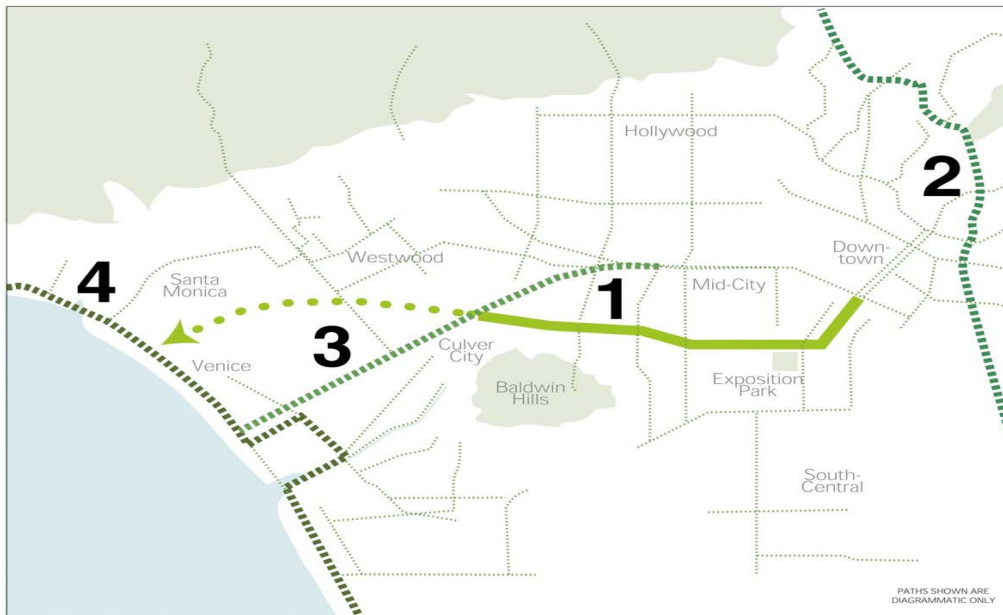 Hollywood
2
Down-
town
4
Santa
Monica
Westwood
1
Mid-City
3
Venice
Culver
City
Baldwin
Hills
Exposition
Park
South-
Central
PATHS SHOWN ARE
DIAGRAMMATIC ONLY